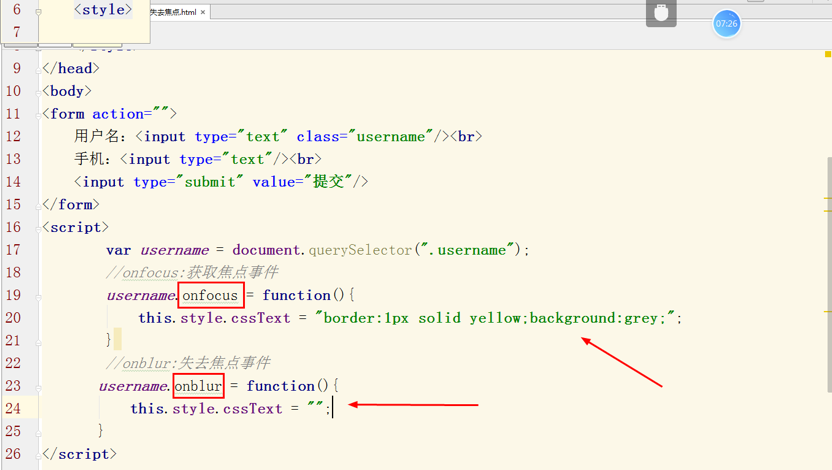 失去焦点.html ×
07:26
6 <style>
7
9 </head>
10 <body>
11 <form action="">
12 用户名：<input type="text" class="username"/><br>
13 手机：<input type="text"/><br>
14 <input type="submit" value="提交"/>
15 </form>
16 <script>
17 var username = document.querySelector(".username");
18 //onfocus:获取焦点事件
19 username.onfocus = function(){
20 this.style.cssText = "border:1px solid yellow;background:grey;";
21 }
22 //onblur:失去焦点事件
23 username.onblur = function(){
24 this.style.cssText = "";
25 }
26 </script>